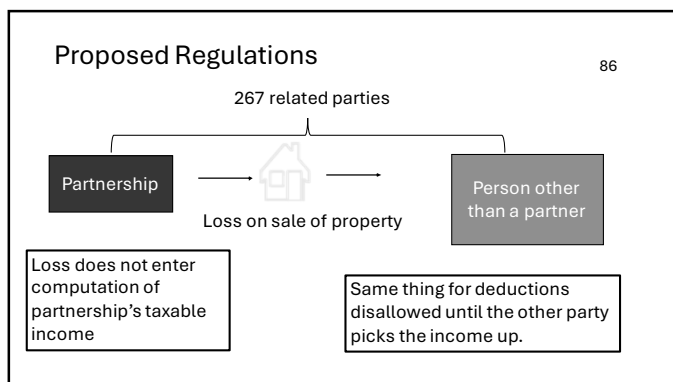 Proposed Regulations
86
267 related parties
Partnership
Person other
than a partner
Loss on sale of property
Loss does not enter
computation of
partnership's taxable
income
Same thing for deductions
disallowed until the other party
picks the income up.